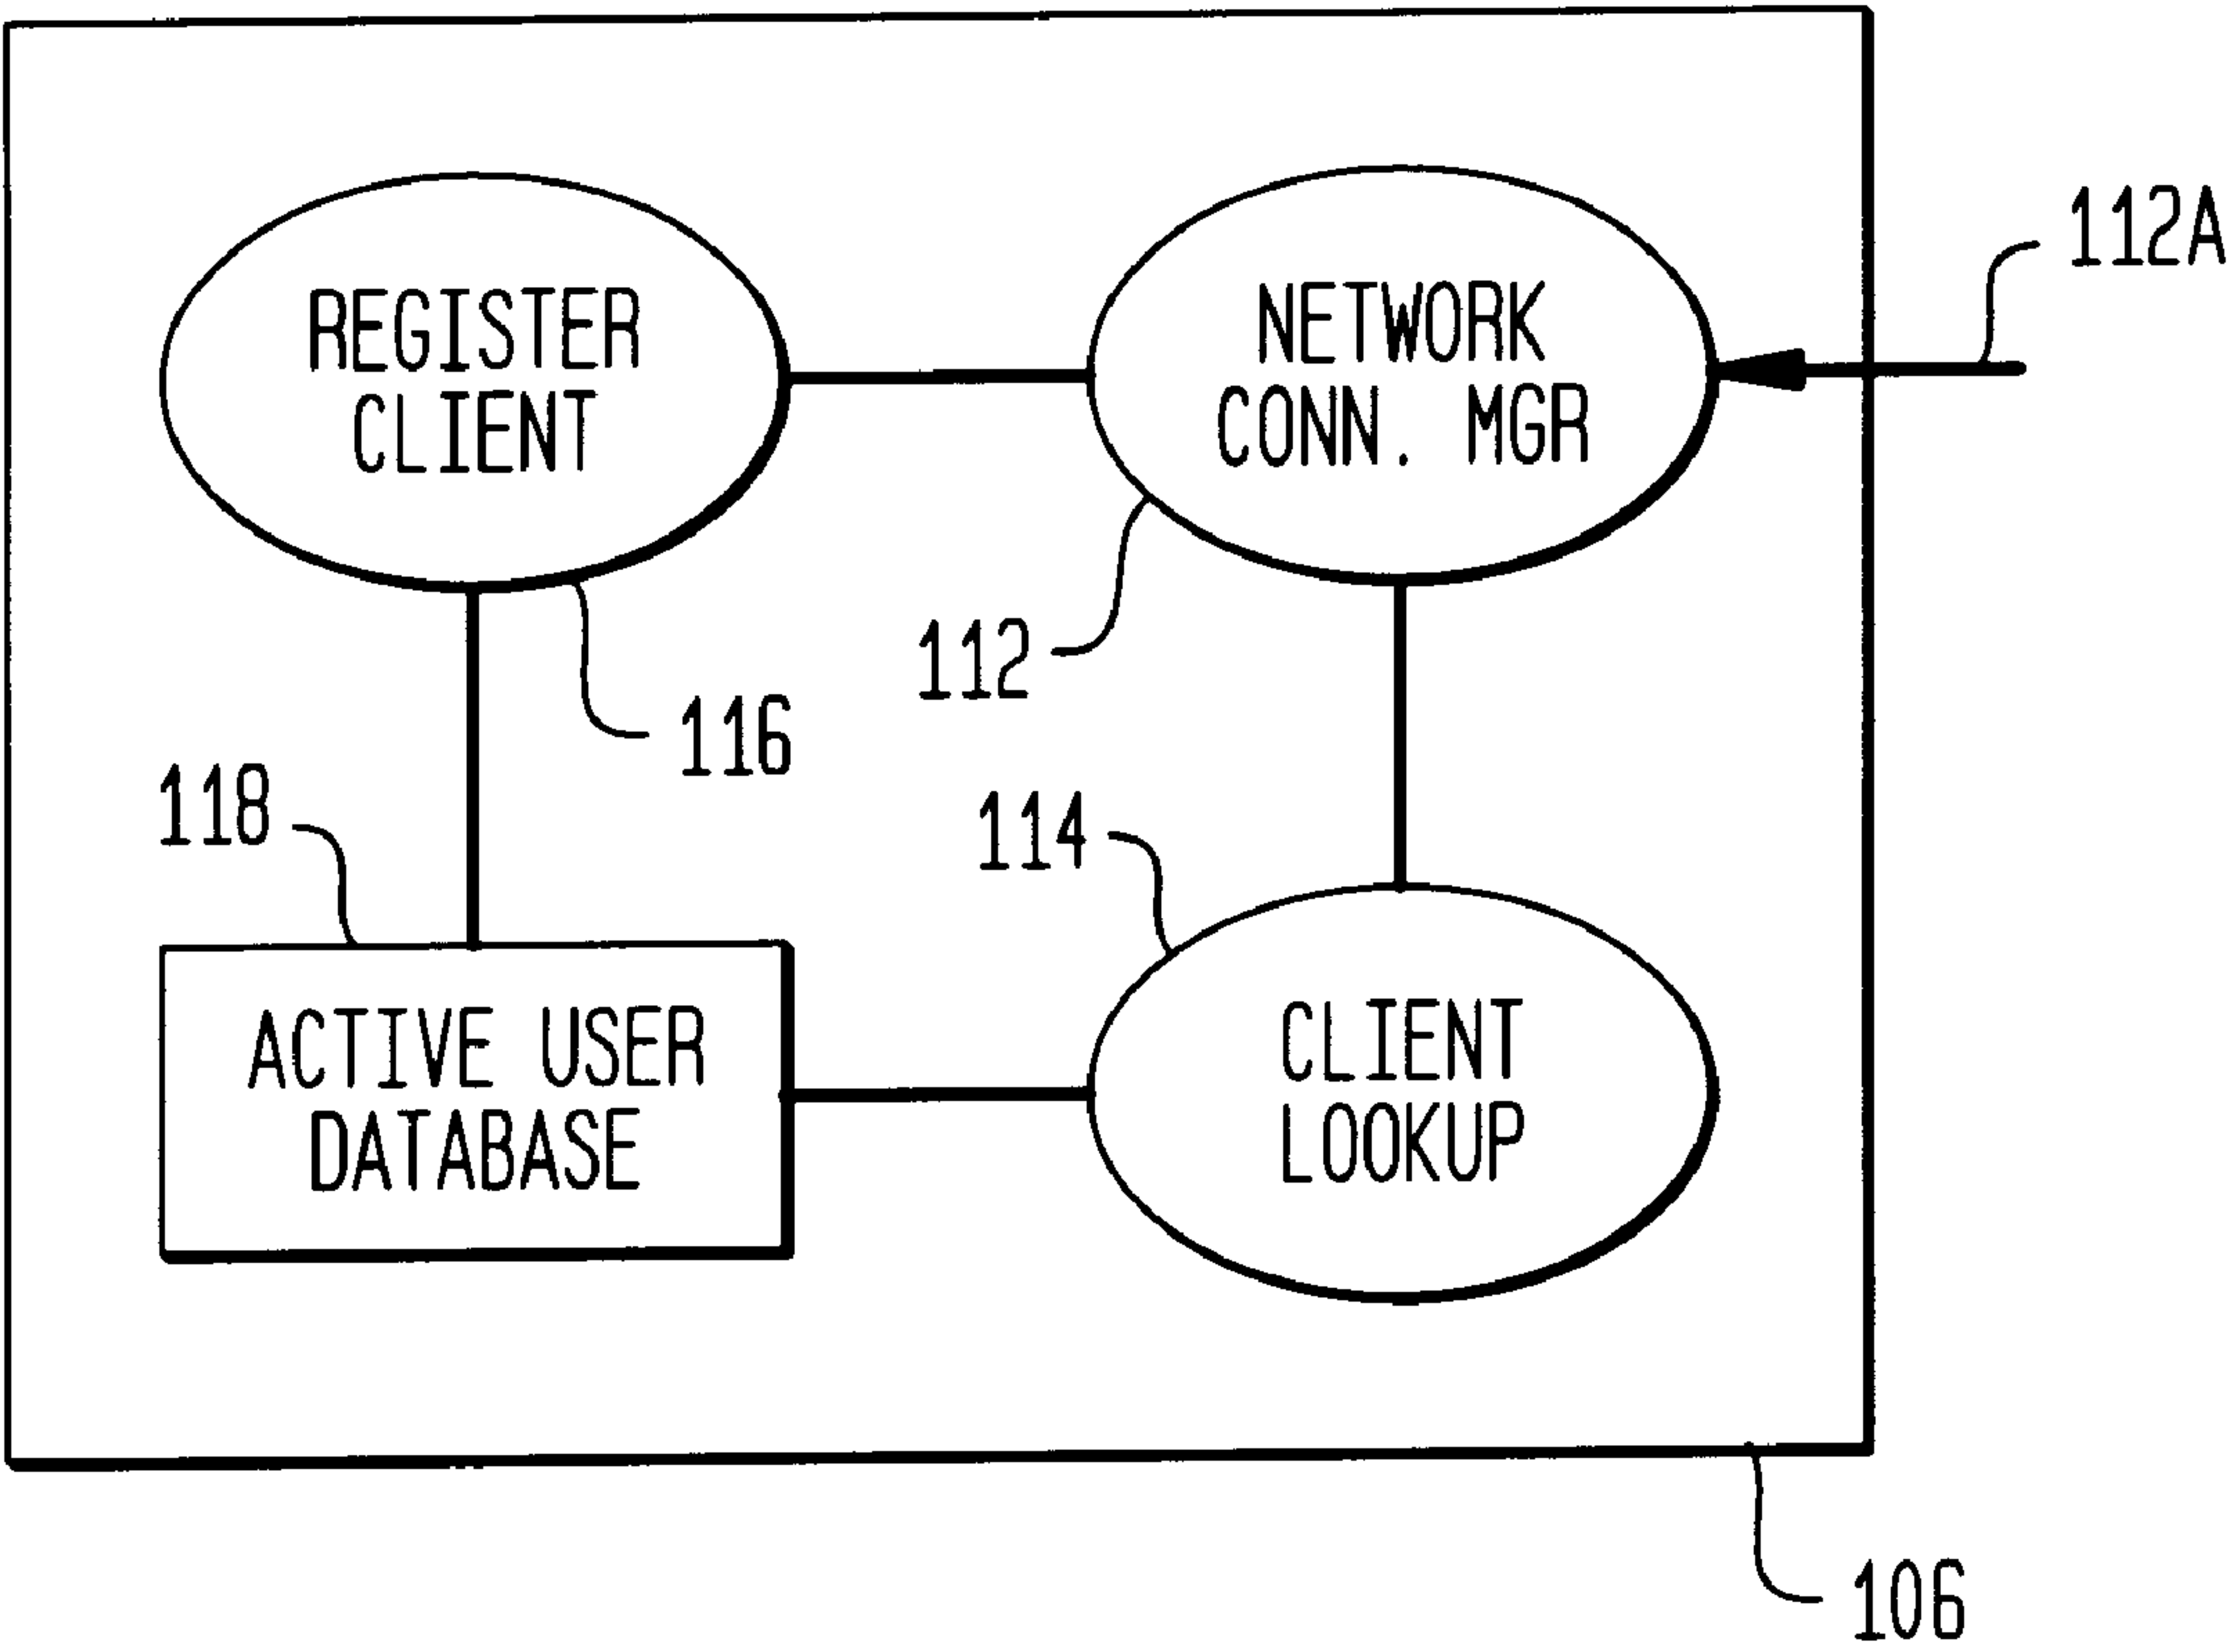 112A
REGISTER
CLIENT
NETWORK
CONN. MGR
112
116
118
114
ACTIVE USER
DATABASE
CLIENT
LOOKUP
106